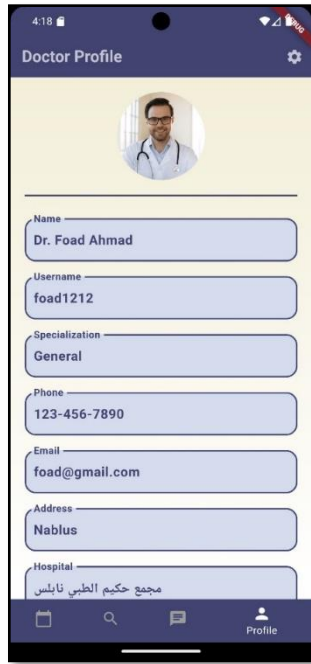 4:18
DEBUG
Doctor Profile
Name
Dr. Foad Ahmad
Username
foad1212
Specialization
General
Phone
123-456-7890
Email
foad@gmail.com
Address
Nablus
Hospital
مجمع حكيم الطبي نابلس
Profile